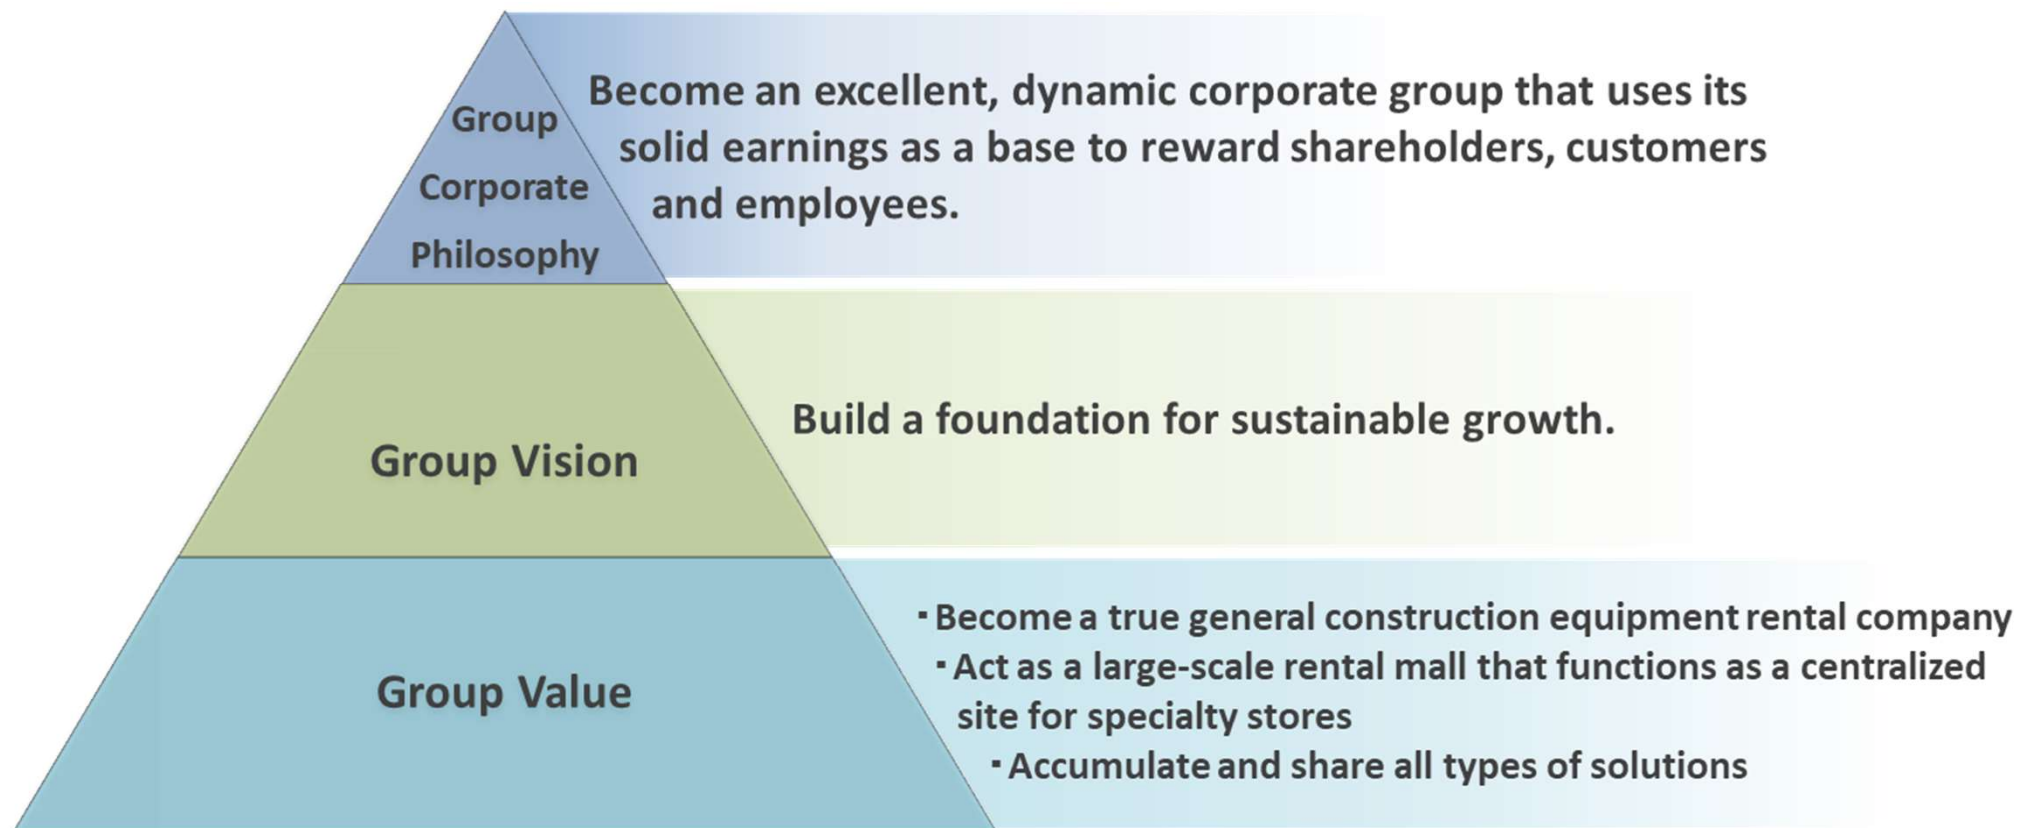 Group
Corporate
Philosophy
Become an excellent, dynamic corporate group that uses its
solid earnings as a base to reward shareholders, customers
and employees.
Group Vision
Build a foundation for sustainable growth.
Group Value
▪ Become a true general construction equipment rental company
▪ Act as a large-scale rental mall that functions as a centralized
site for specialty stores
▪ Accumulate and share all types of solutions